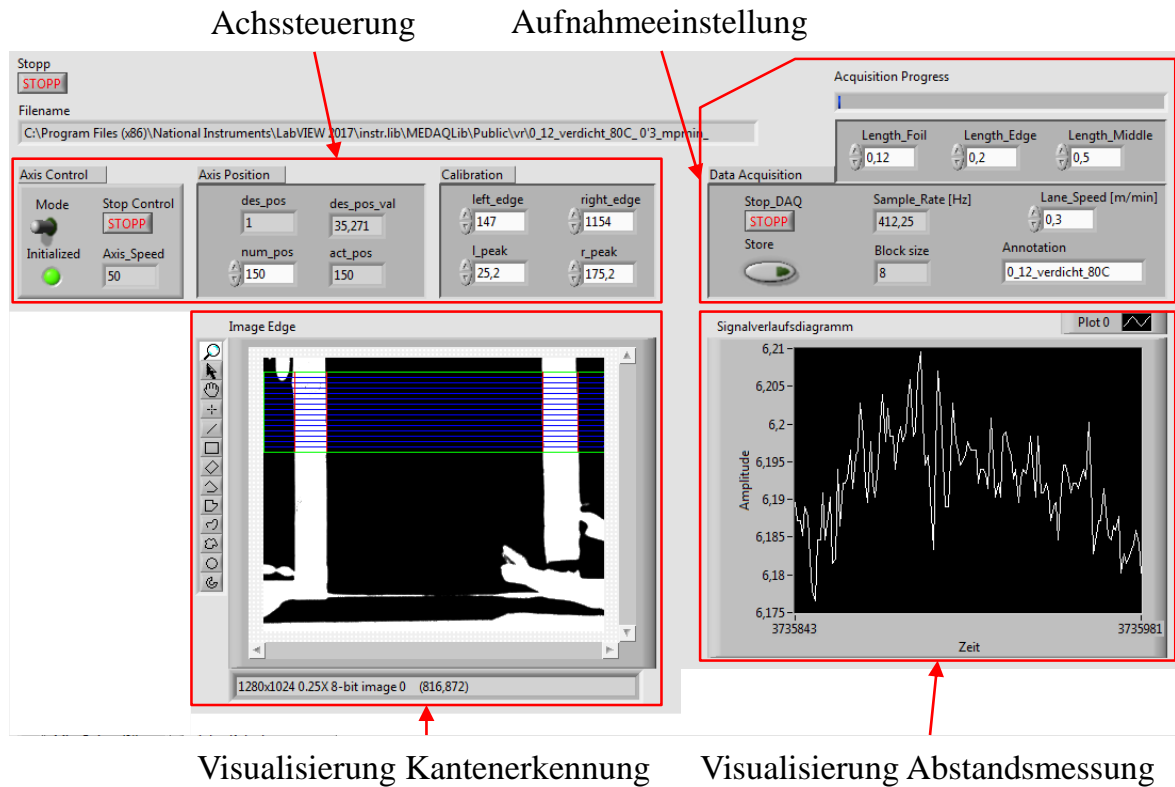 Achssteuerung
Aufnahmeeinstellung
Stopp
STOPP
Filename
C:\Program Files (x86)\National Instruments\LabVIEW 2017\instr.lib\MEDAQLib\Public\vr\0_12_verdicht_80C_ 0'3_mpmin_
Acquisition Progress
Length_Foil Length_Edge Length_Middle
0,12 0,2 0,5
Axis Control
Mode Stop Control
STOPP
Initialized Axis_Speed
50
Axis Position
des_pos des_pos_val
1 35,271
num_pos act_pos
150 150
Calibration
left_edge right_edge
147 1154
l_peak r_peak
25,2 175,2
Data Acquisition
Stop_DAQ Sample_Rate [Hz] Lane_Speed [m/min]
STOPP 412,25 0,3
Store Block size Annotation
8 0_12_verdicht_80C
Image Edge
1280x1024 0.25X 8-bit image 0 (816,872)
Signalverlaufsdiagramm
Plot 0
6,21
6,205
6,2
6,195
6,19
6,185
6,18
6,175
Amplitude
3735843 3735981
Zeit
Visualisierung Kantenerkennung
Visualisierung Abstandsmessung